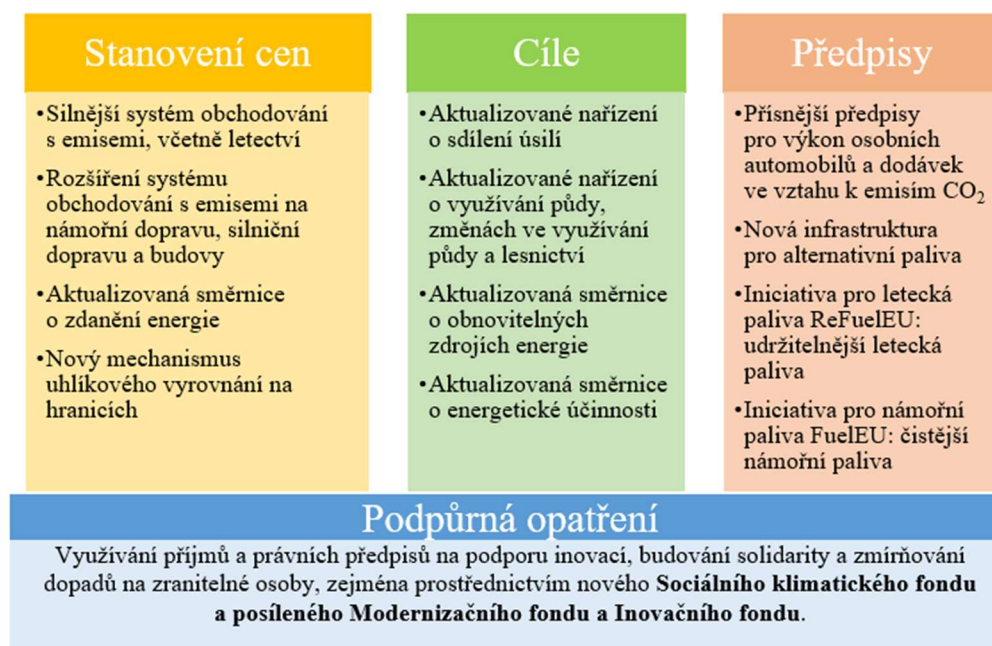 Stanovení cen
•Silnější systém obchodování
s emisemi, včetně letectví
•Rozšíření systému
obchodování s emisemi na
námořní dopravu, silniční
dopravu a budovy
•Aktualizovaná směrnice
o zdanění energie
•Nový mechanismus
uhlíkového vyrovnání na
hranicích
Cíle
•Aktualizované nařízení
o sdílení úsilí
•Aktualizované nařízení
o využívání půdy,
změnách ve využívání
půdy a lesnictví
•Aktualizovaná směrnice
o obnovitelných
zdrojích energie
•Aktualizovaná směrnice
o energetické účinnosti
Předpisy
•Přísnější předpisy
pro výkon osobních
automobilů a dodávek
ve vztahu k emisím CO₂
•Nová infrastruktura
pro alternativní paliva
•Iniciativa pro letecká
paliva ReFuelEU:
udržitelnější letecká
paliva
•Iniciativa pro námořní
paliva FuelEU: čistější
námořní paliva
Podpůrná opatření
Využívání příjmů a právních předpisů na podporu inovací, budování solidarity a zmírňování
dopadů na zranitelné osoby, zejména prostřednictvím nového Sociálního klimatického fondu
a posíleného Modernizačního fondu a Inovačního fondu.